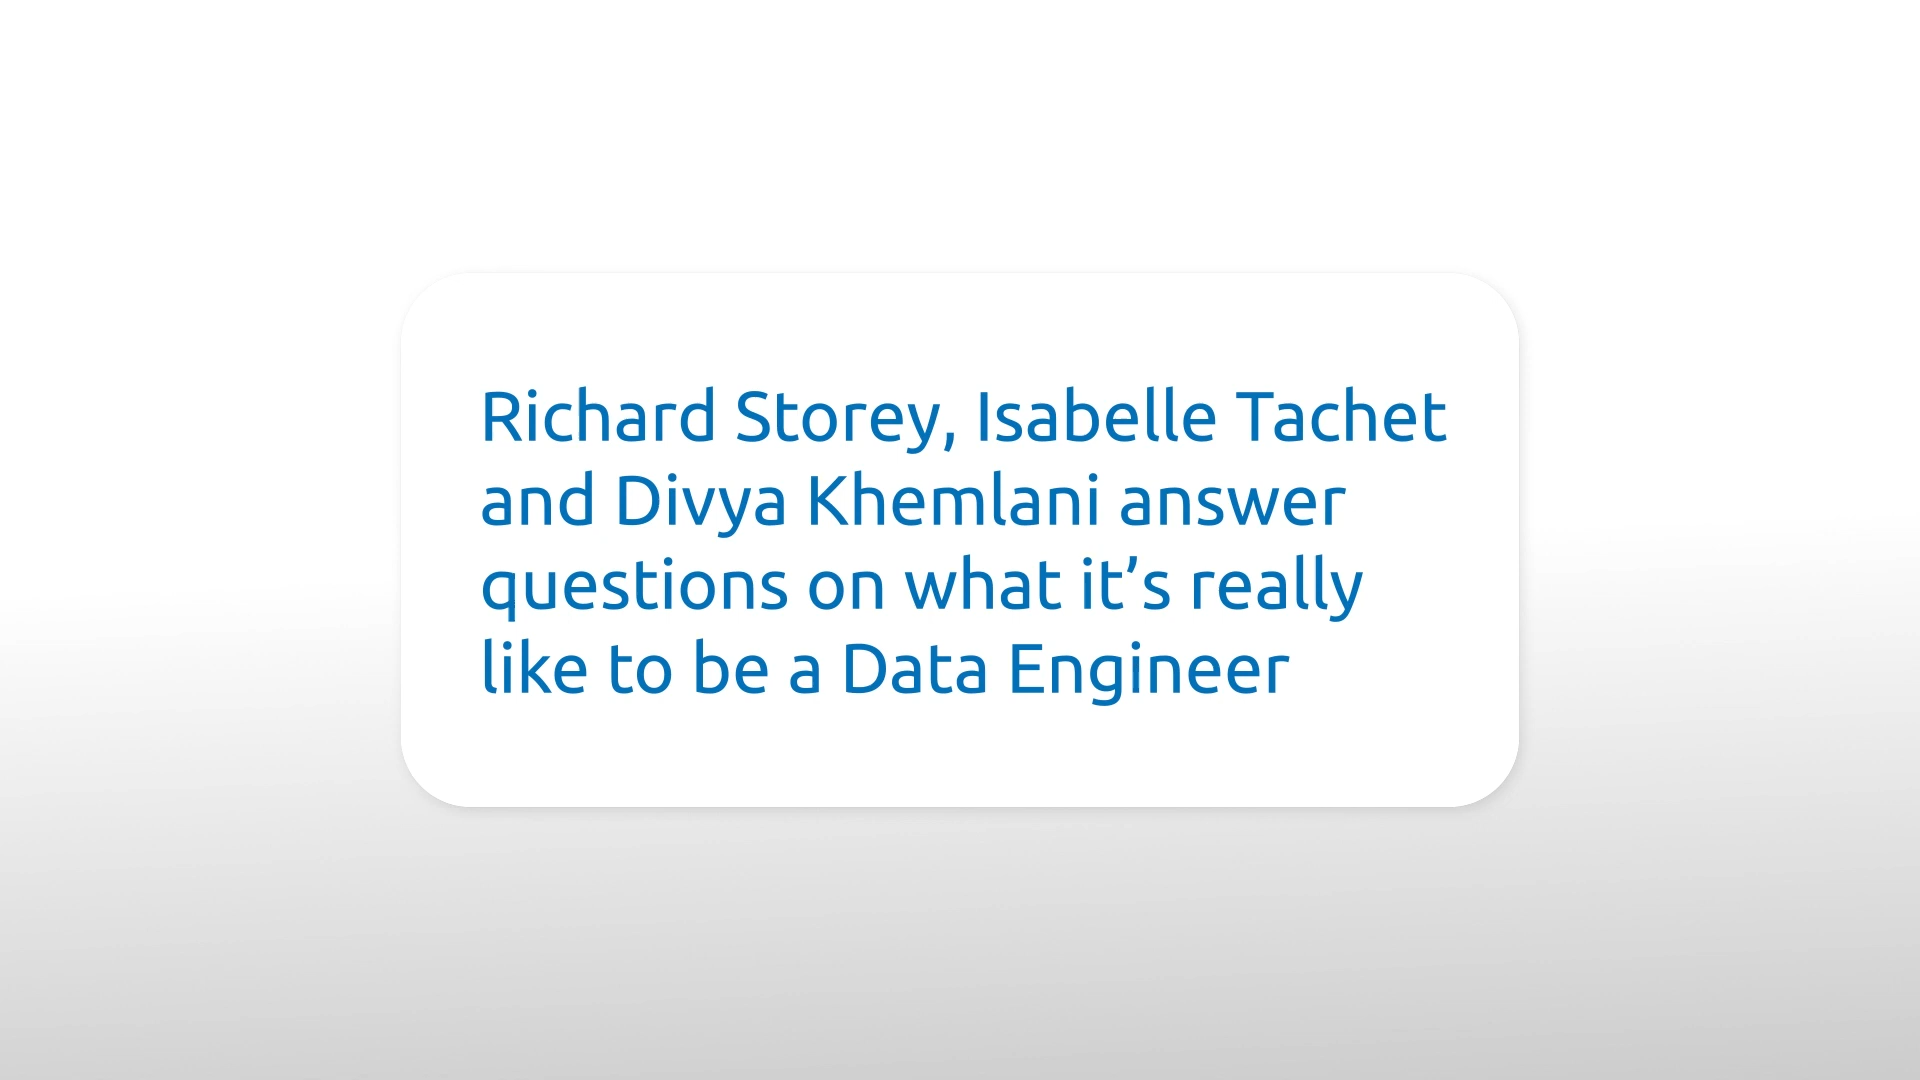 Richard Storey, Isabelle Tachet
and Divya Khemlani answer
questions on what it’s really
like to be a Data Engineer